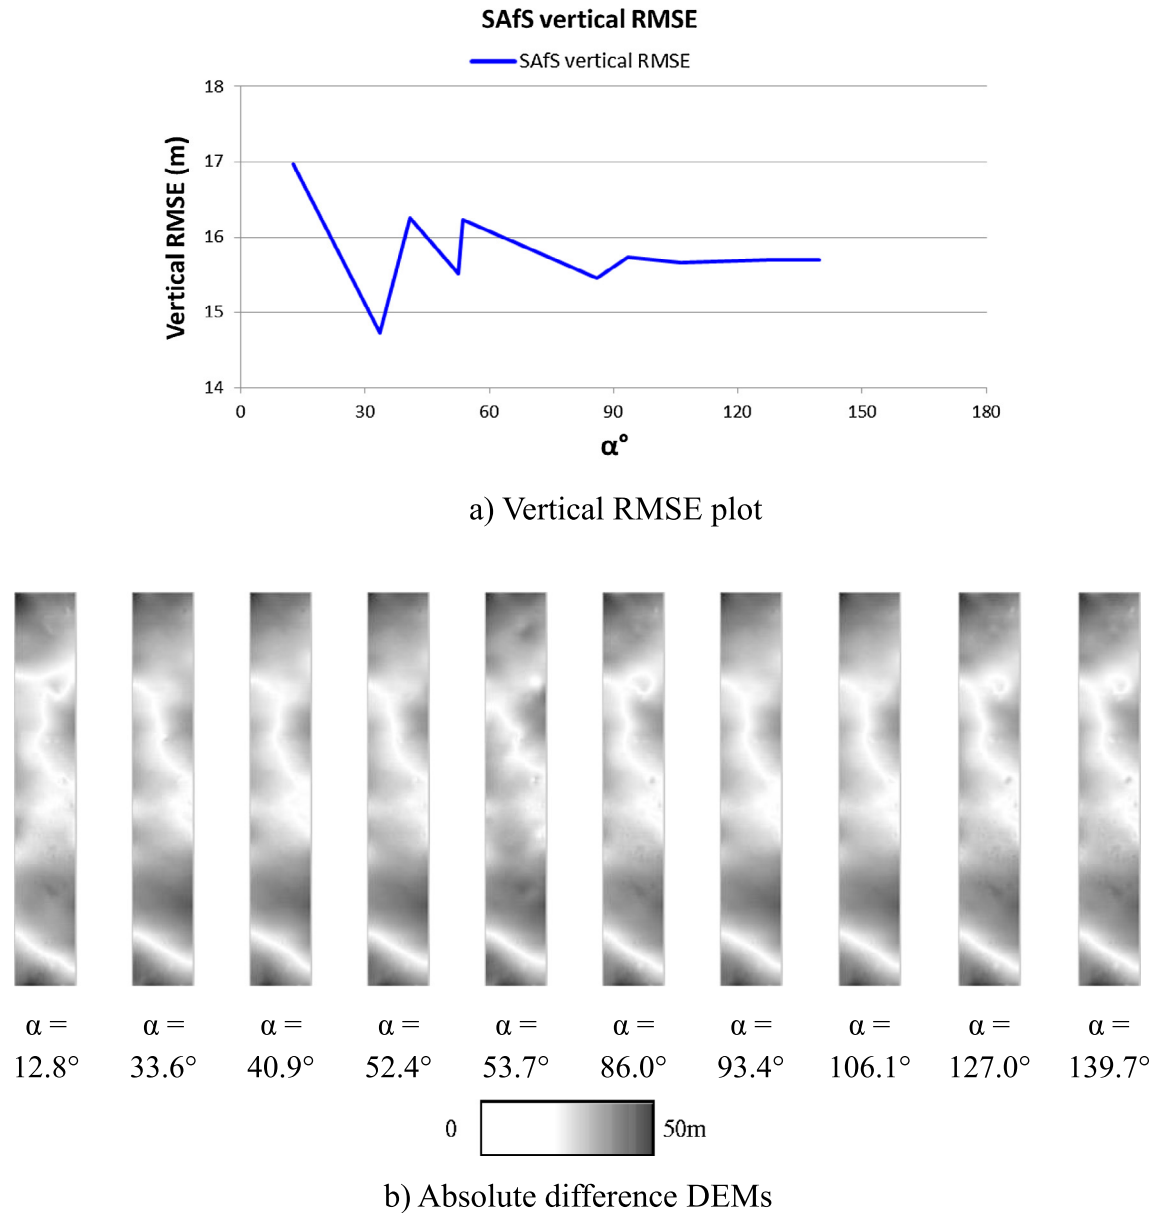 SAfS vertical RMSE
SAfS vertical RMSE
18
17
16
15
14
Vertical RMSE (m)
0 30 60 90 120 150 180
α°
a) Vertical RMSE plot
α = α = α = α = α = α = α = α = α = α =
12.8° 33.6° 40.9° 52.4° 53.7° 86.0° 93.4° 106.1° 127.0° 139.7°
0 50m
b) Absolute difference DEMs